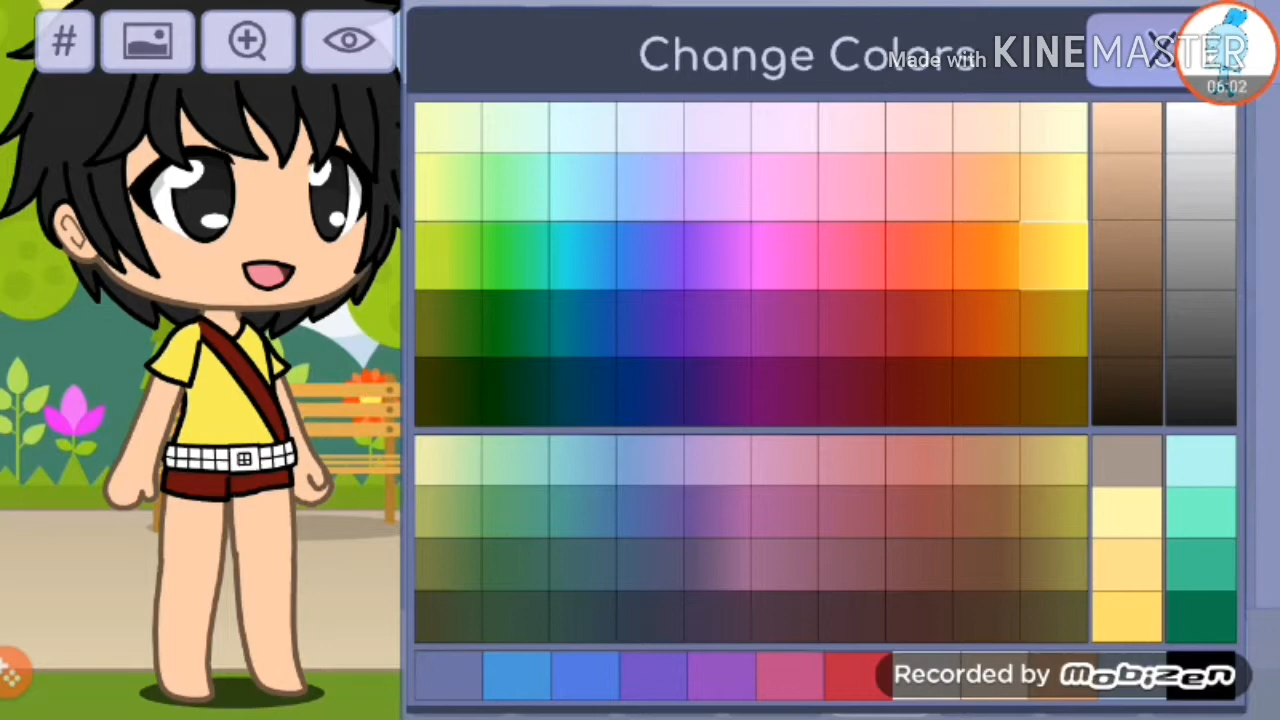 #
Change Colors
Made with KINEMASTER
06:02
Recorded by mobizen